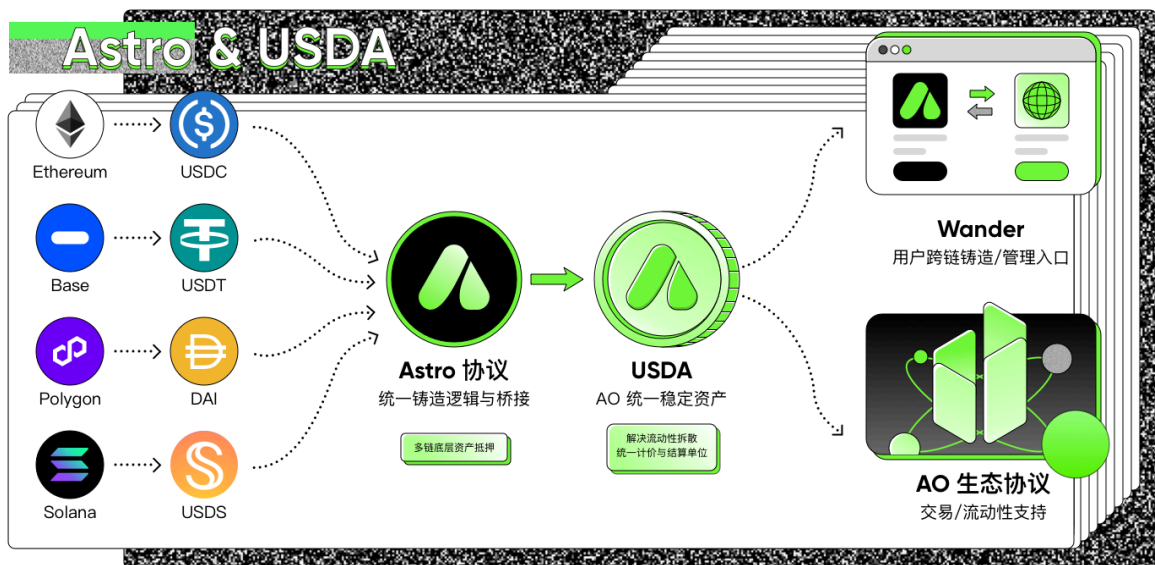 Astro & USDA
Ethereum
USDC
Base
USDT
Polygon
DAI
Solana
USDS
Astro 协议
统一铸造逻辑与桥接
多链底层资产抵押
USDA
AO 统一稳定资产
解决流动性拆散
统一计价与结算单位
Wander
用户跨链铸造/管理入口
AO 生态协议
交易/流动性支持